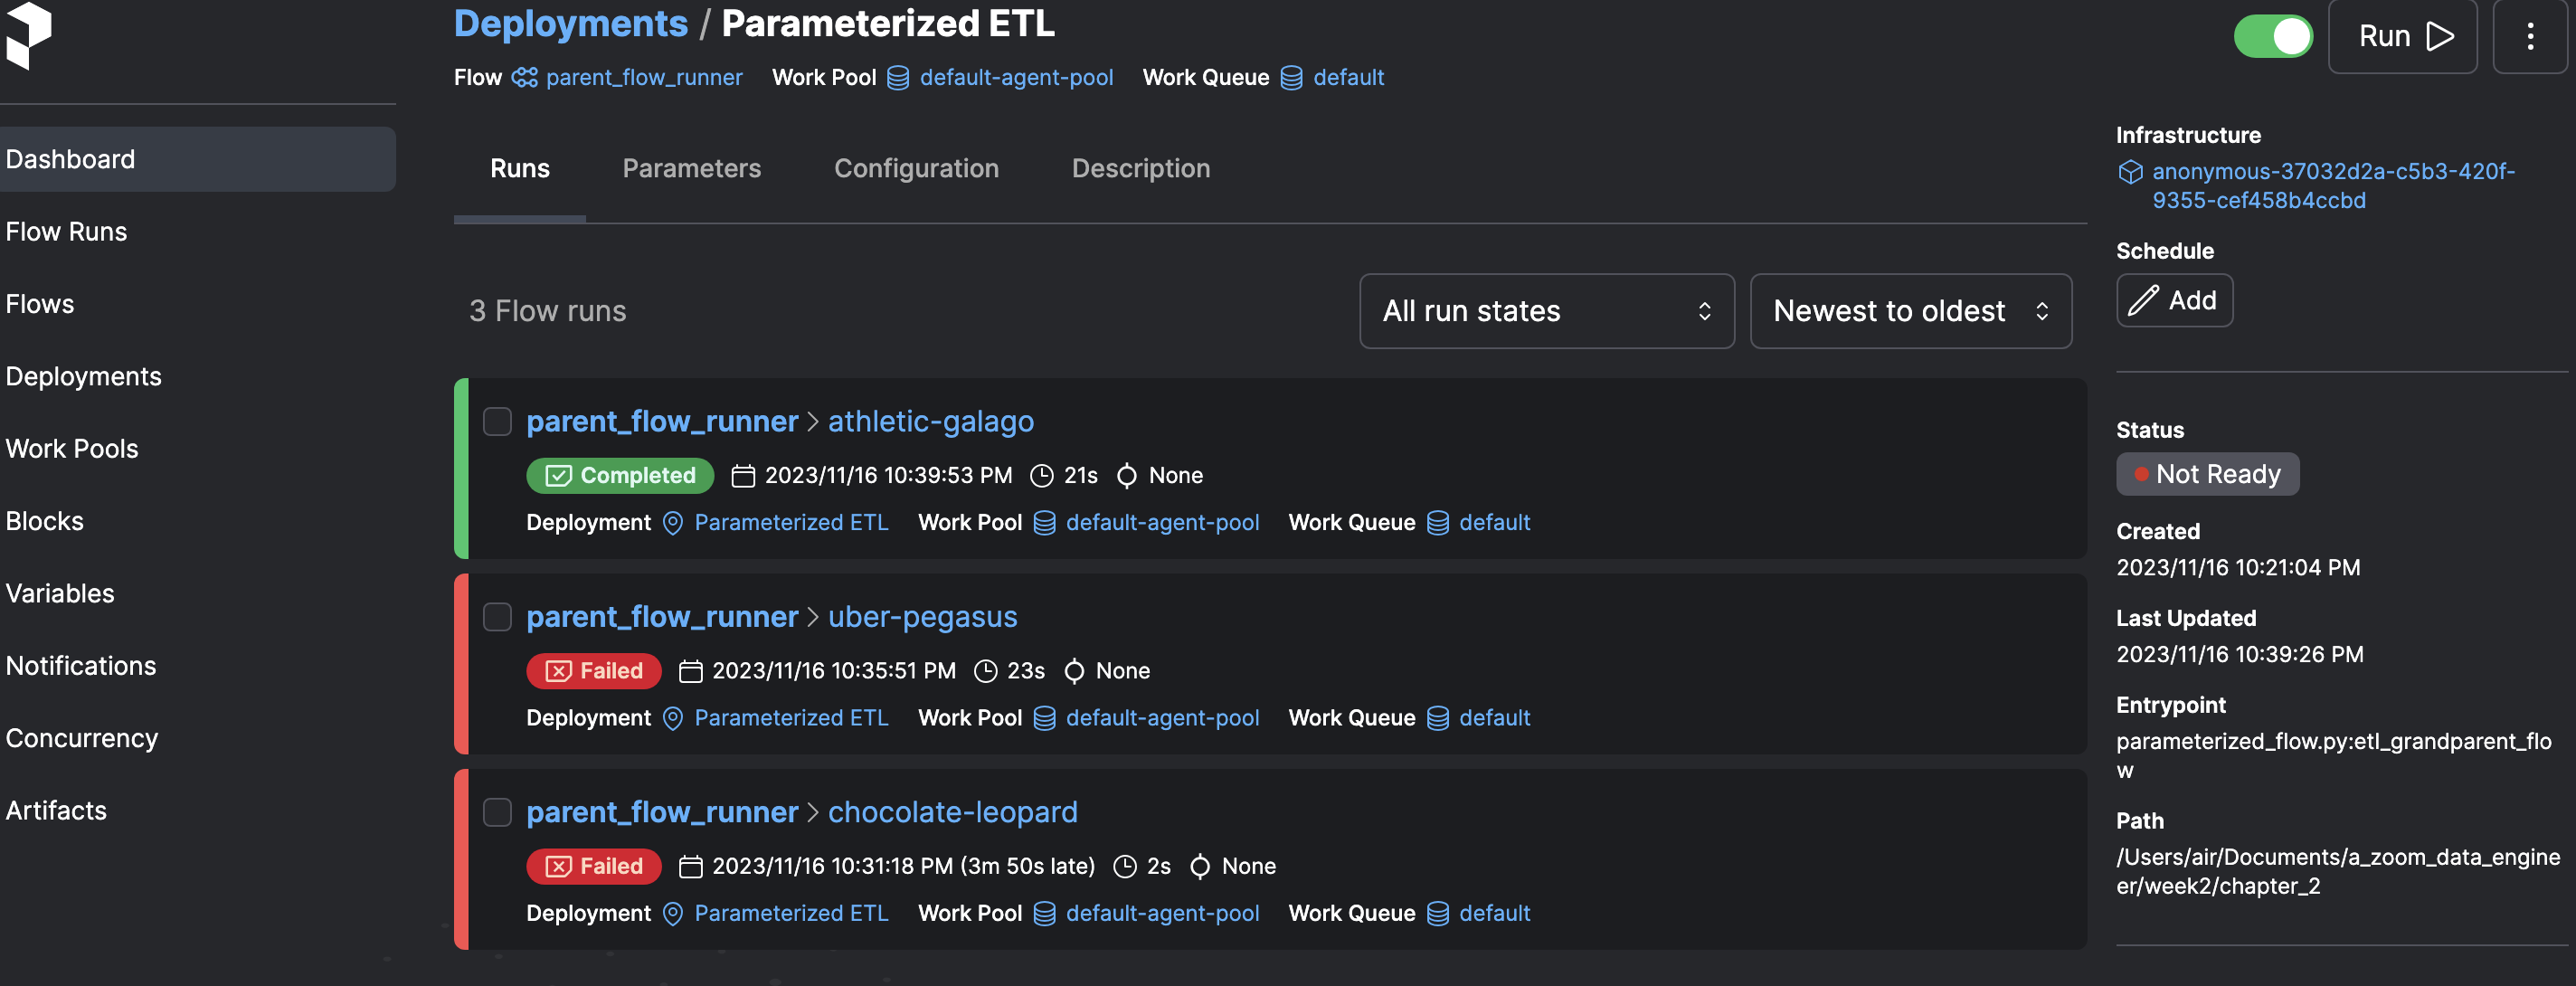 Deployments / Parameterized ETL
Run
Flow parent_flow_runner Work Pool default-agent-pool Work Queue default
Dashboard
Flow Runs
Flows
Deployments
Work Pools
Blocks
Variables
Notifications
Concurrency
Artifacts
Runs Parameters Configuration Description
3 Flow runs
All run states
Newest to oldest
parent_flow_runner > athletic-galago
Completed 2023/11/16 10:39:53 PM 21s None
Deployment Parameterized ETL Work Pool default-agent-pool Work Queue default
parent_flow_runner > uber-pegasus
Failed 2023/11/16 10:35:51 PM 23s None
Deployment Parameterized ETL Work Pool default-agent-pool Work Queue default
parent_flow_runner > chocolate-leopard
Failed 2023/11/16 10:31:18 PM (3m 50s late) 2s None
Deployment Parameterized ETL Work Pool default-agent-pool Work Queue default
Infrastructure
anonymous-37032d2a-c5b3-420f-
9355-cef458b4ccbd
Schedule
Add
Status
Not Ready
Created
2023/11/16 10:21:04 PM
Last Updated
2023/11/16 10:39:26 PM
Entrypoint
parameterized_flow.py:etl_grandparent_flo
w
Path
/Users/air/Documents/a_zoom_data_engine
er/week2/chapter_2